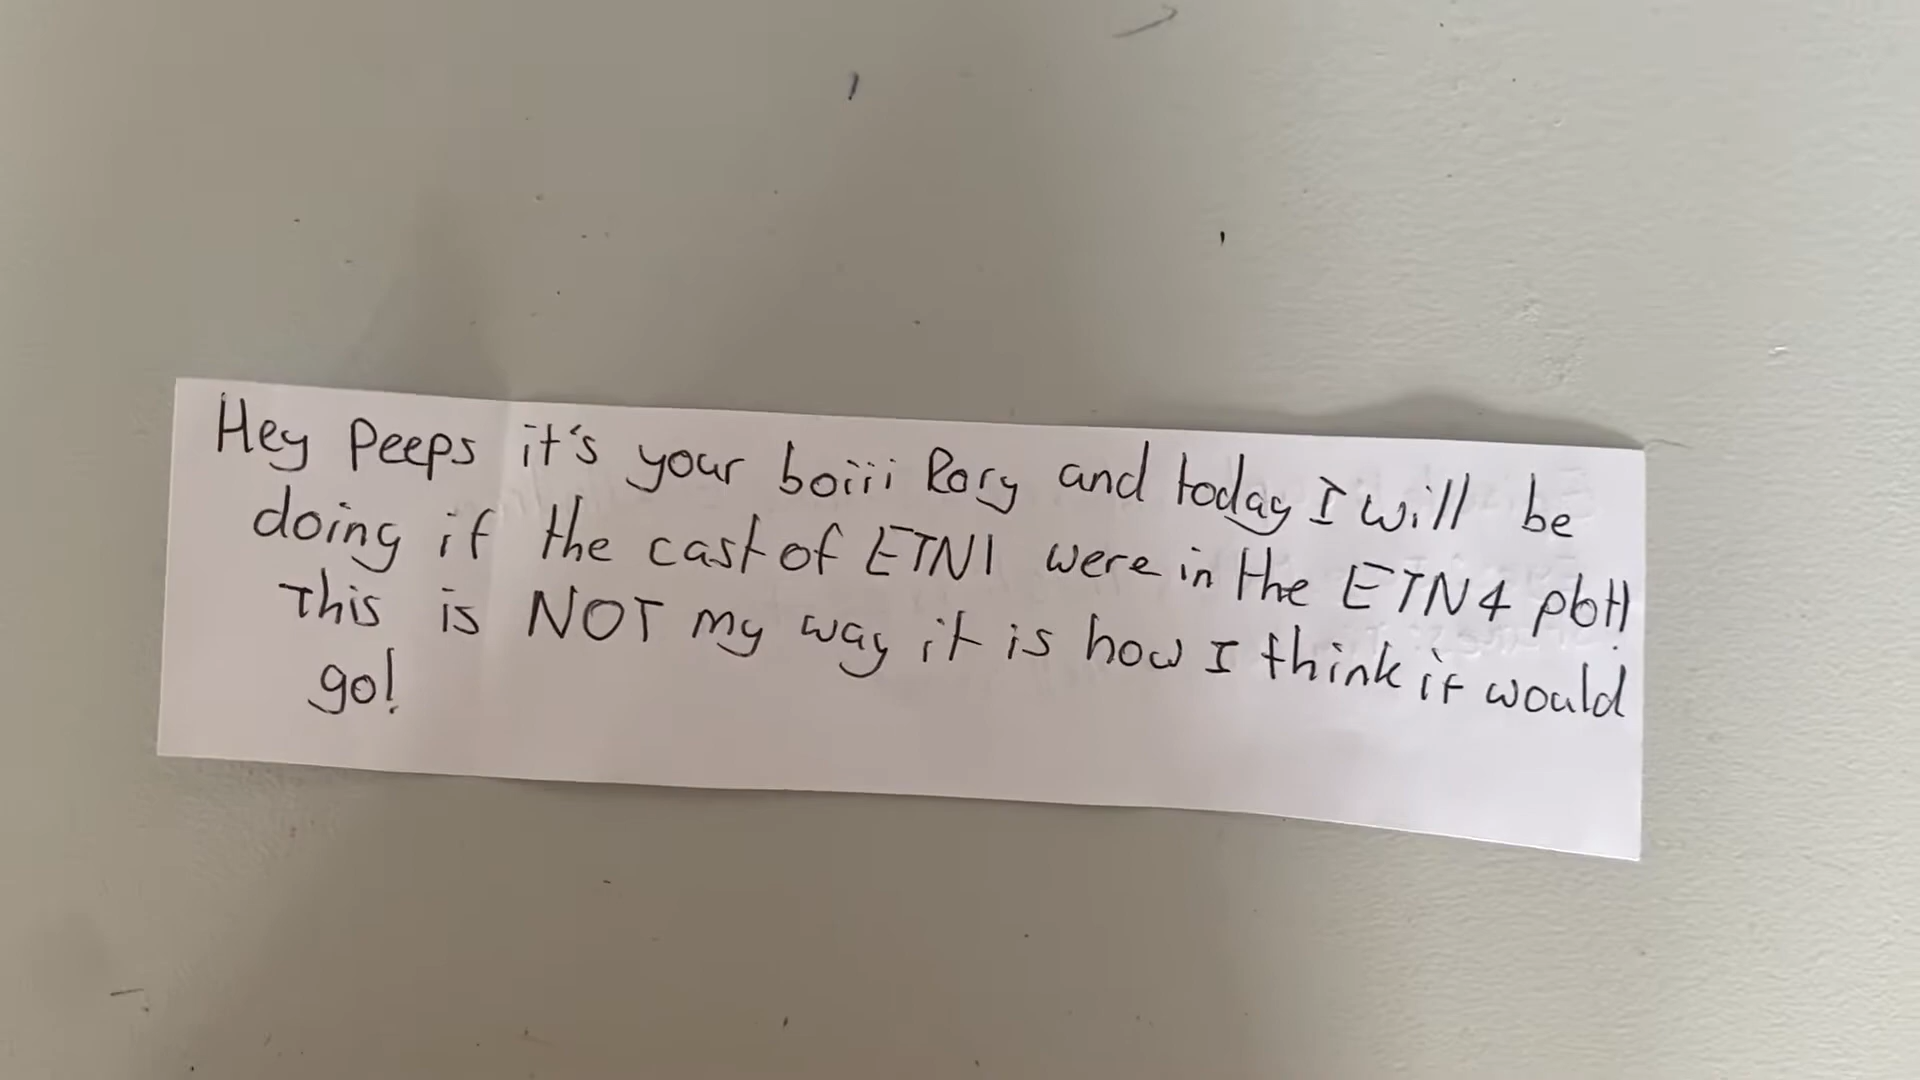 Hey Peeps it's your boiii Rory and today I will be
doing if the cast of ETN1 were in the ETN4 plot!
This is NOT my way it is how I think it would
go!